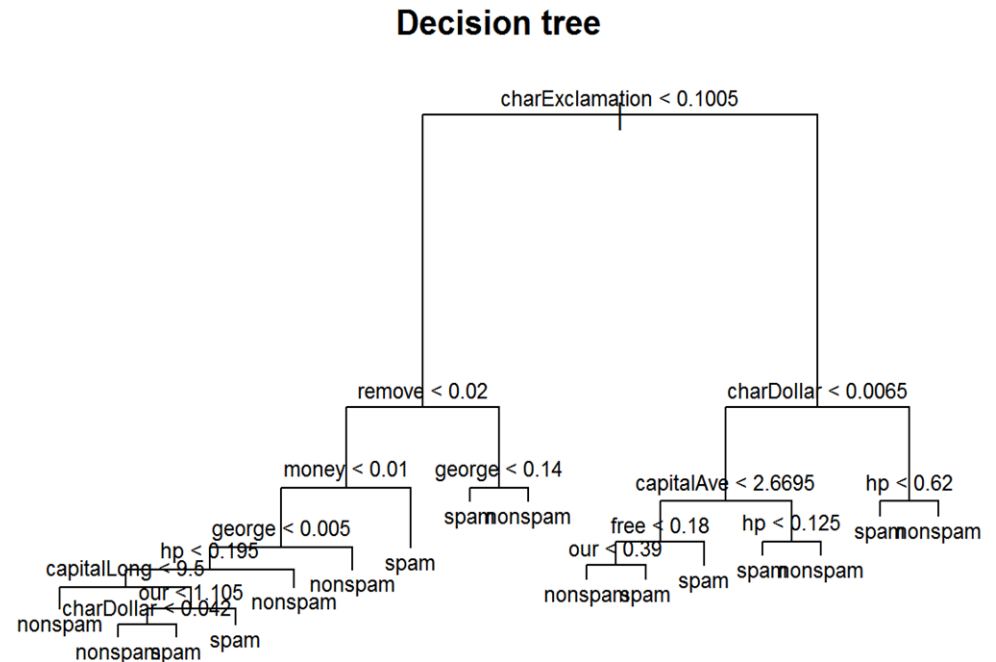 Decision tree
charExclamation < 0.1005
remove < 0.02
charDollar < 0.0065
money < 0.01
george < 0.14
capitalAve < 2.6695
hp < 0.62
spam
nonspam
free < 0.18
hp < 0.125
spam
nonspam
george < 0.005
our < 0.39
hp < 0.195
spam
spam
nonspam
capitalLong < 9.5
nonspam
spam
nonspam
spam
our < 1.105
nonspam
charDollar < 0.042
nonspam
spam
nonspam
spam